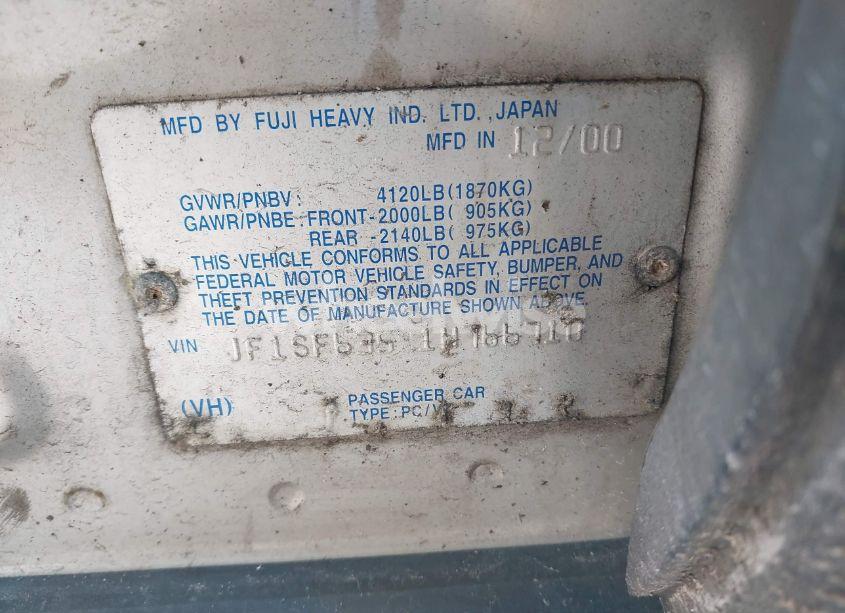 MFD BY FUJI HEAVY IND. LTD.,JAPAN
MFD IN 12/00
GVWR/PNBV: 4120LB(1870KG)
GAWR/PNBE:FRONT-2000LB( 905KG)
REAR -2140LB( 975KG)
THIS VEHICLE CONFORMS TO ALL APPLICABLE
FEDERAL MOTOR VEHICLE SAFETY, BUMPER, AND
THEFT PREVENTION STANDARDS IN EFFECT ON
THE DATE OF MANUFACTURE SHOWN ABOVE.
VIN
(VH) PASSENGER CAR
TYPE:PC/V